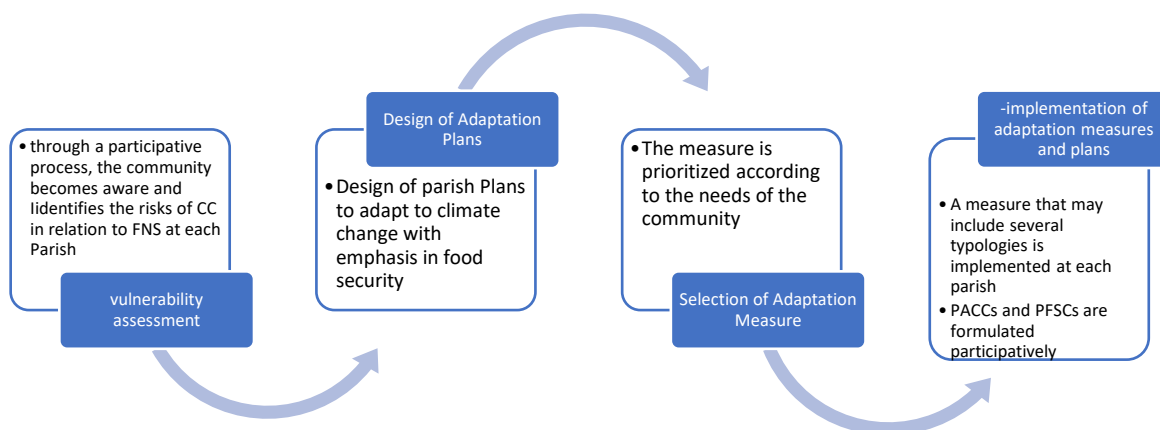 • through a participative
process, the community
becomes aware and
Iidentifies the risks of CC
in relation to FNS at each
Parish
vulnerability
assessment
Design of Adaptation
Plans
• Design of parish Plans
to adapt to climate
change with
emphasis in food
security
• The measure is
prioritized according
to the needs of the
community
Selection of Adaptation
Measure
-implementation of
adaptation measures
and plans
• A measure that may
include several
typologies is
implemented at each
parish
• PACCs and PFSCs are
formulated
participatively